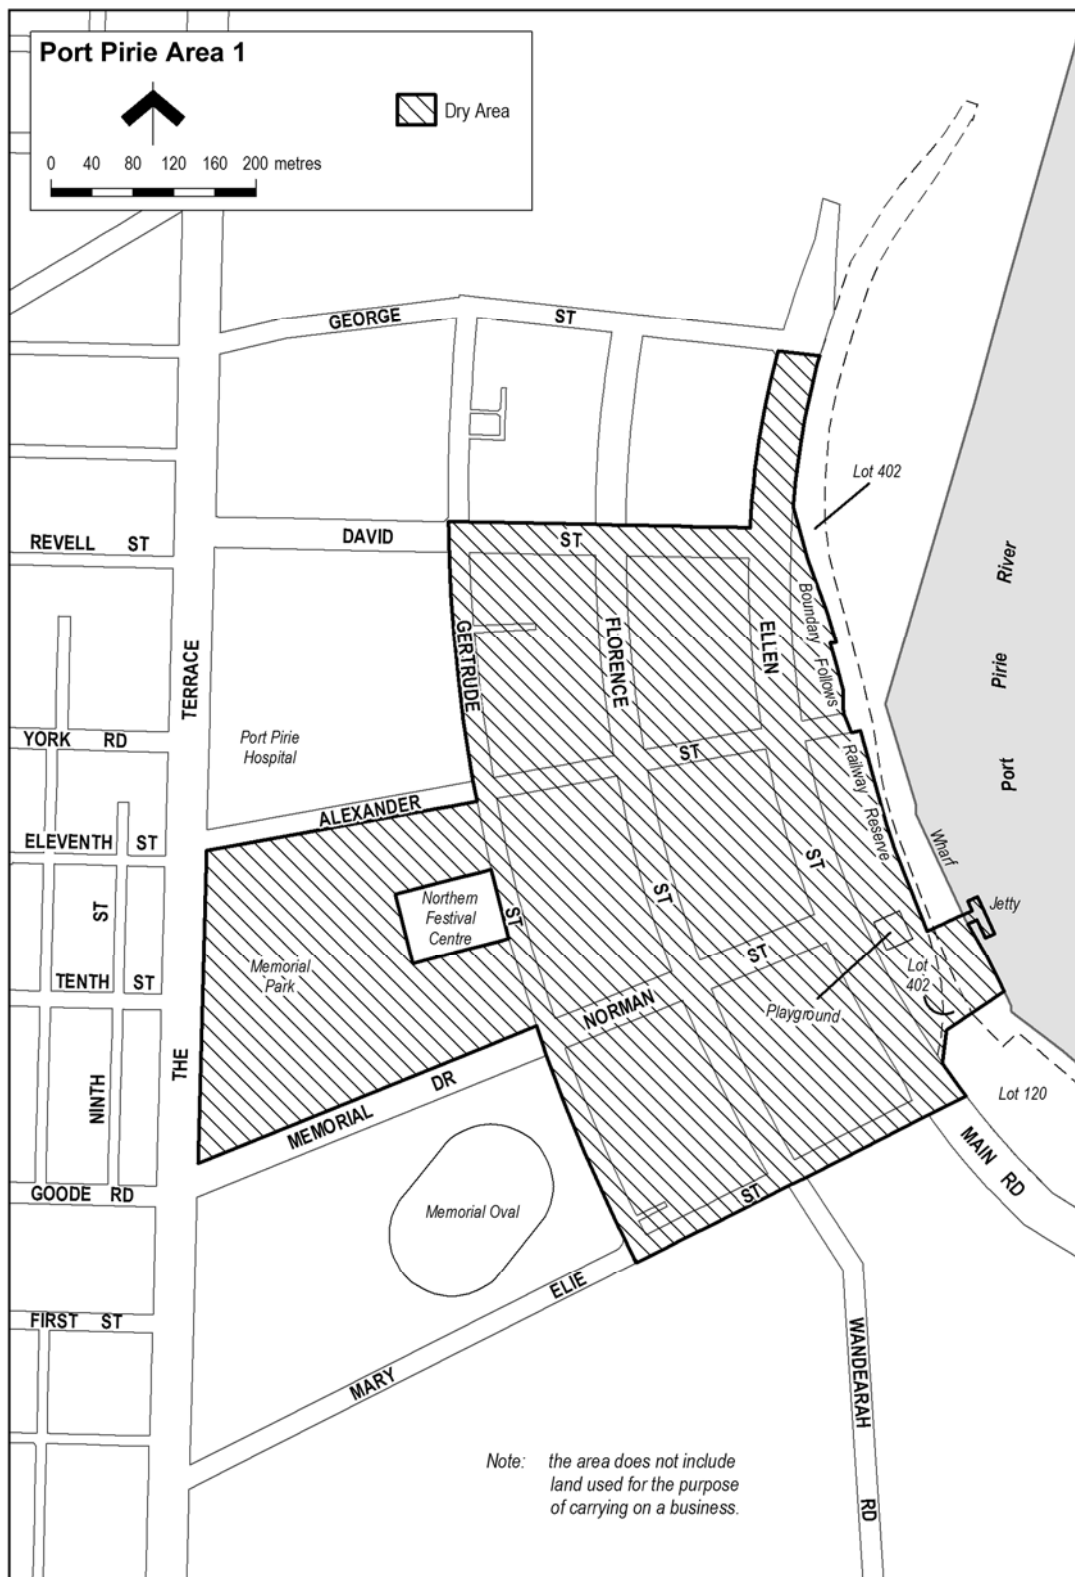 Port Pirie Area 1
Dry Area
0 40 80 120 160 200 metres
GEORGE ST
Lot 402
REVELL ST
DAVID ST
River
Boundary
Follows
GERTRUDE
FLORENCE
ELLEN
TERRACE
Pirie
YORK RD
Port Pirie
Hospital
ST
Railway
Reserve
Port
ALEXANDER
ELEVENTH ST
Wharf
ST
ST
ST
ST
Northern
Festival
Centre
Jetty
TENTH ST
Memorial
Park
ST
Lot
402
NORMAN
Playground
THE
NINTH
MEMORIAL DR
Lot 120
MAIN RD
GOODE RD
ST
Memorial Oval
ELIE
FIRST ST
MARY
WANDEARAH
RD
Note: the area does not include
land used for the purpose
of carrying on a business.